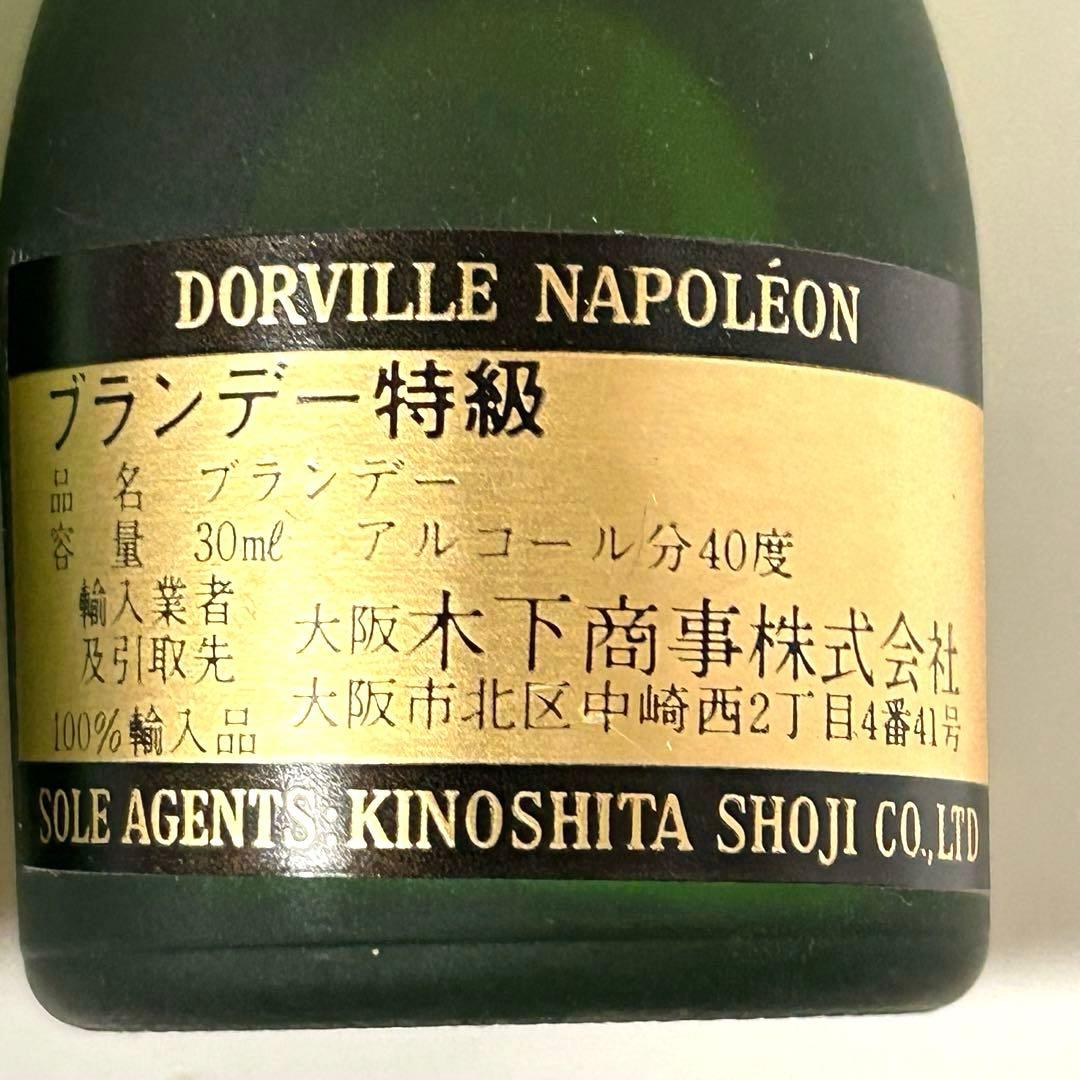 DORVILLE NAPOLÉON
ブランデー特級
品名 ブランデー
容量 30ml アルコール分40度
輸入業者
及引取先
大阪木下商事株式会社
大阪市北区中崎西2丁目4番41号
100%輸入品
SOLE AGENTS: KINOSHITA SHOJI CO.,LTD